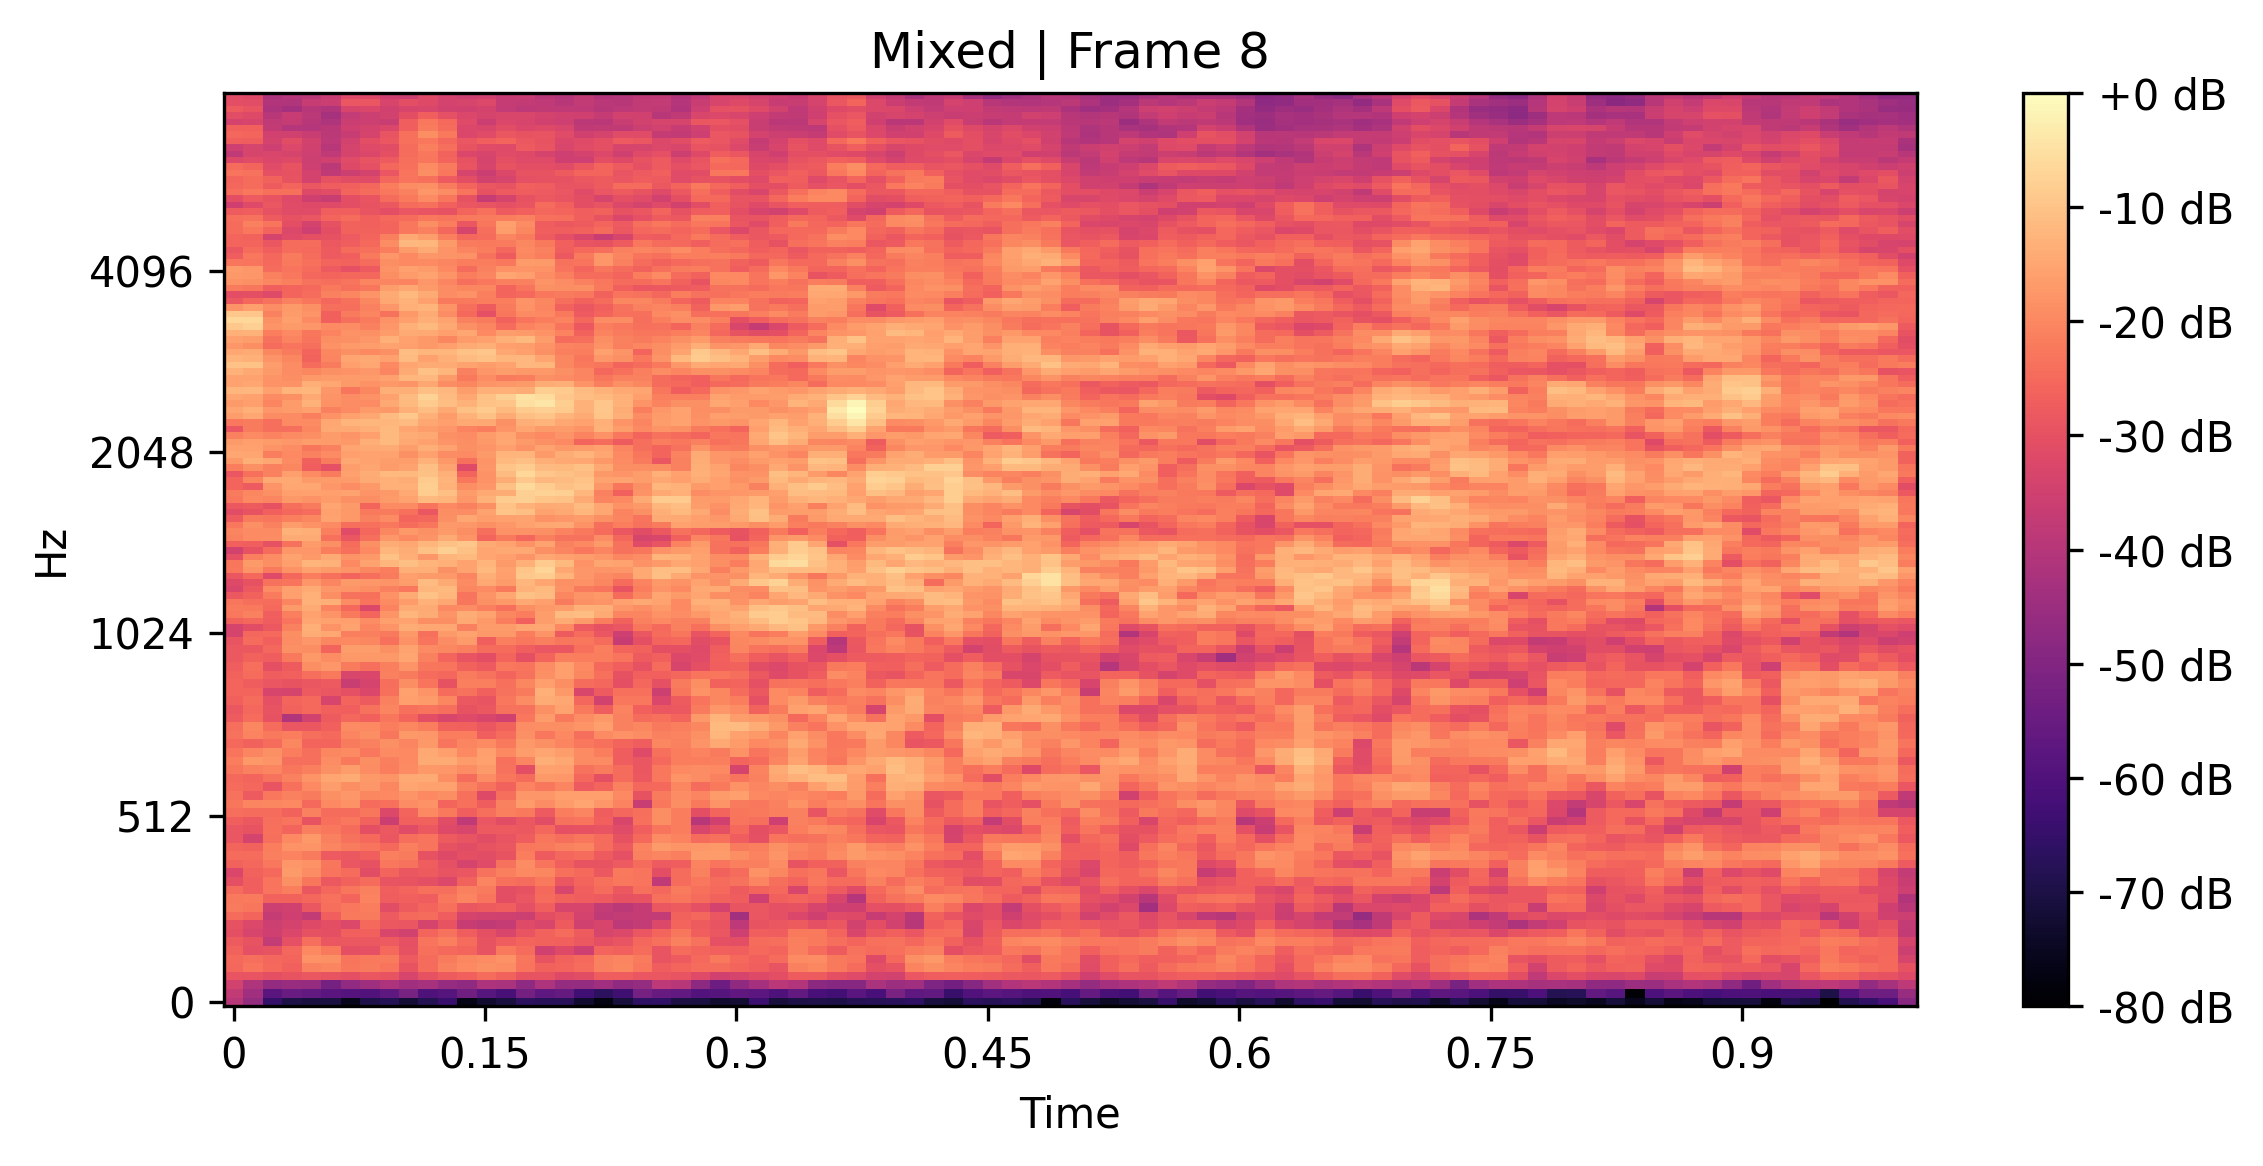 Mixed | Frame 8
+0 dB
-10 dB
-20 dB
-30 dB
-40 dB
-50 dB
-60 dB
-70 dB
-80 dB
4096
2048
1024
512
0
Hz
0 0.15 0.3 0.45 0.6 0.75 0.9
Time